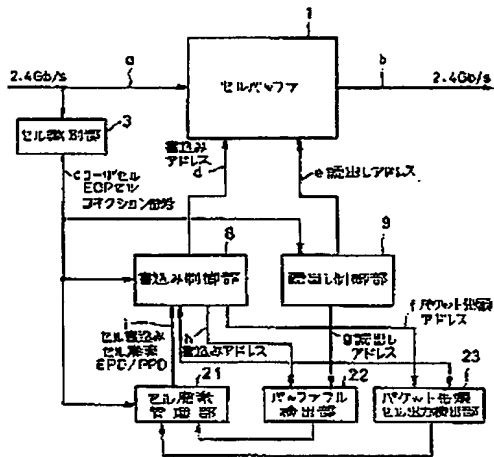 1
a
b
2.4Gb/s
2.4Gb/s
セルバッファ
3
セル識別部
書込み
アドレス
d
e 読出しアドレス
c ユーザセル
EOPセル
コネクション番号
8
9
書込み制御部
読出し制御部
f パケット先頭
アドレス
i
h
セル書込み
セル廃棄
EPD/PPD
書込みアドレス
g 読出し
アドレス
21
22
23
セル廃棄
管理部
バッファフル
検出部
パケット先頭
セル出力検出部